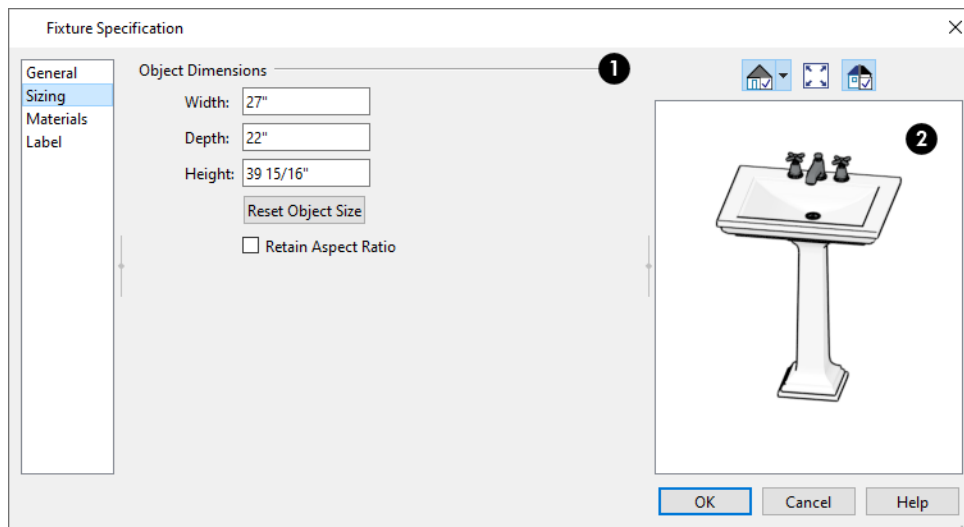 Fixture Specification
General
Sizing
Materials
Label
Object Dimensions
1
Width: 27"
Depth: 22"
Height: 39 15/16"
Reset Object Size
Retain Aspect Ratio
2
OK
Cancel
Help